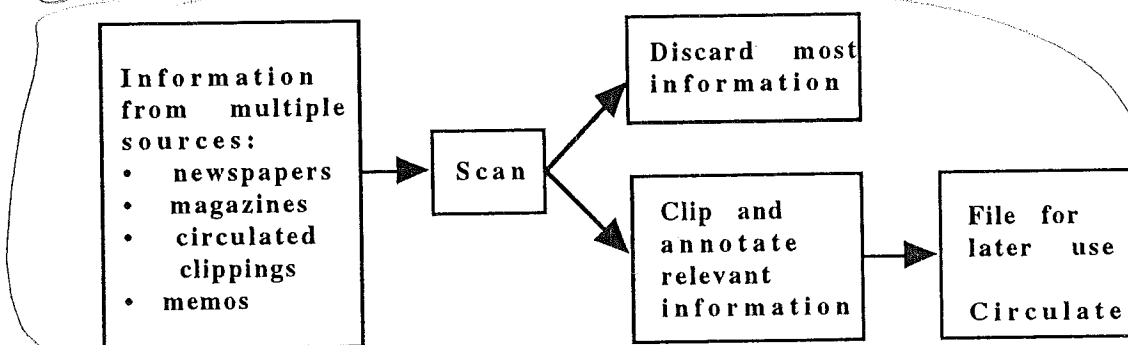 Information
from multiple
sources:
• newspapers
• magazines
• circulated
clippings
• memos
Scan
Discard most
information
Clip and
annotate
relevant
information
File for
later use
Circulate